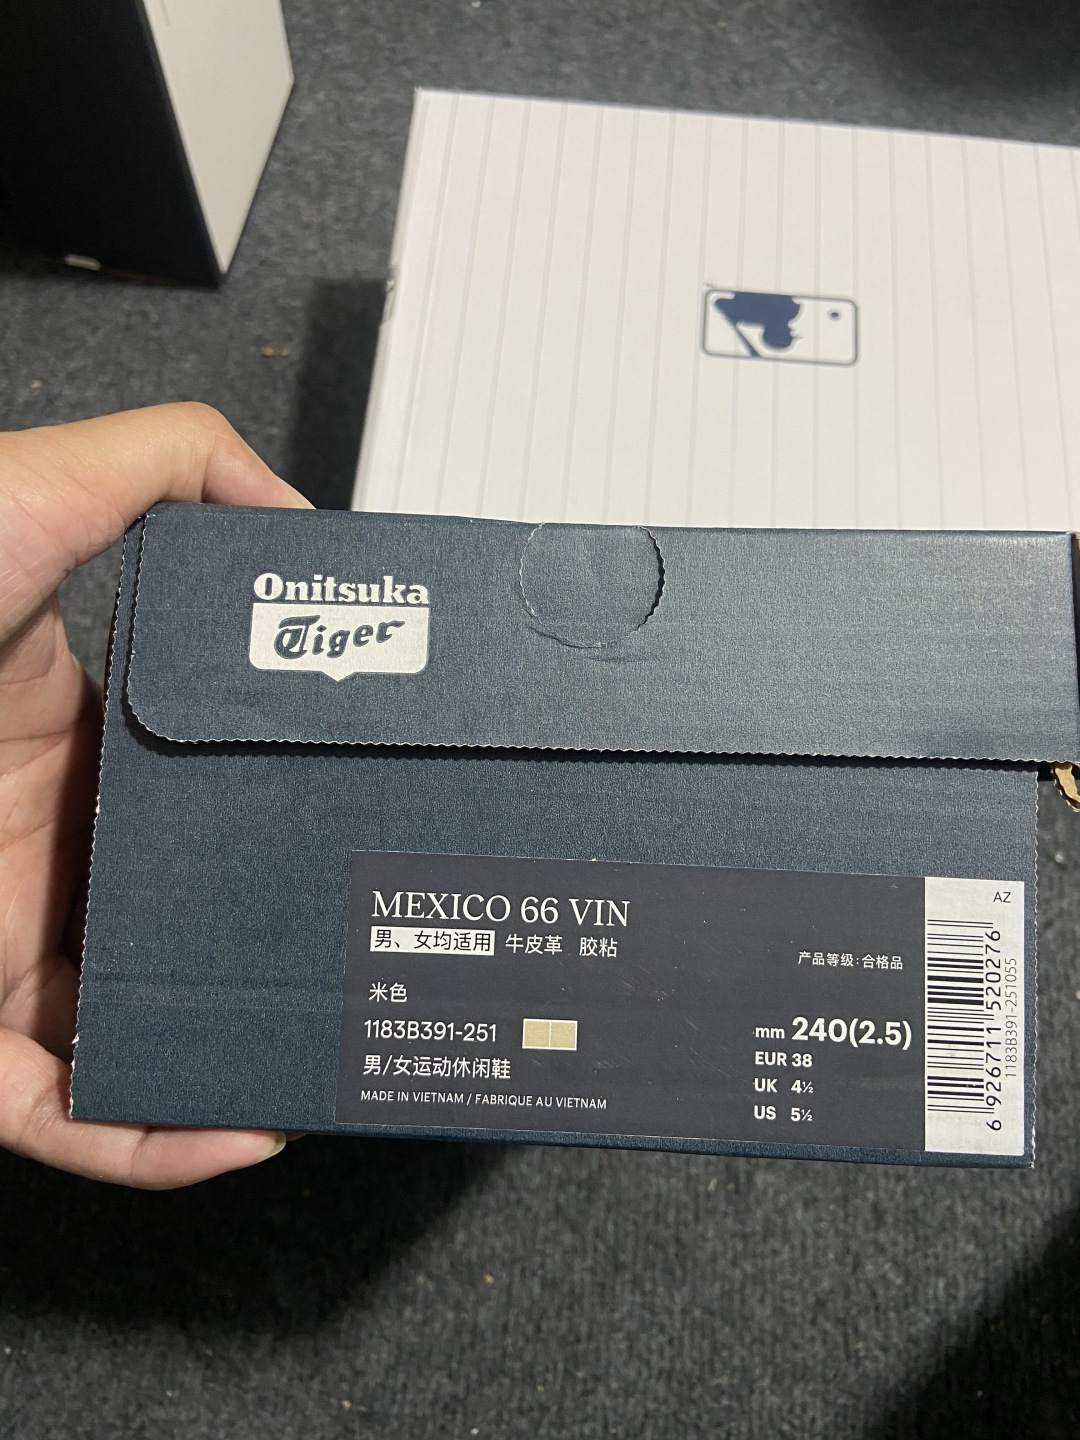 Onitsuka
Tiger
MEXICO 66 VIN
男、女均适用 牛皮革 胶粘
产品等级:合格品
米色
1183B391-251
男/女运动休闲鞋
MADE IN VIETNAM / FABRIQUE AU VIETNAM
mm 240(2.5)
EUR 38
UK 4½
US 5½
AZ
6 926711 520276
1183B391-251055